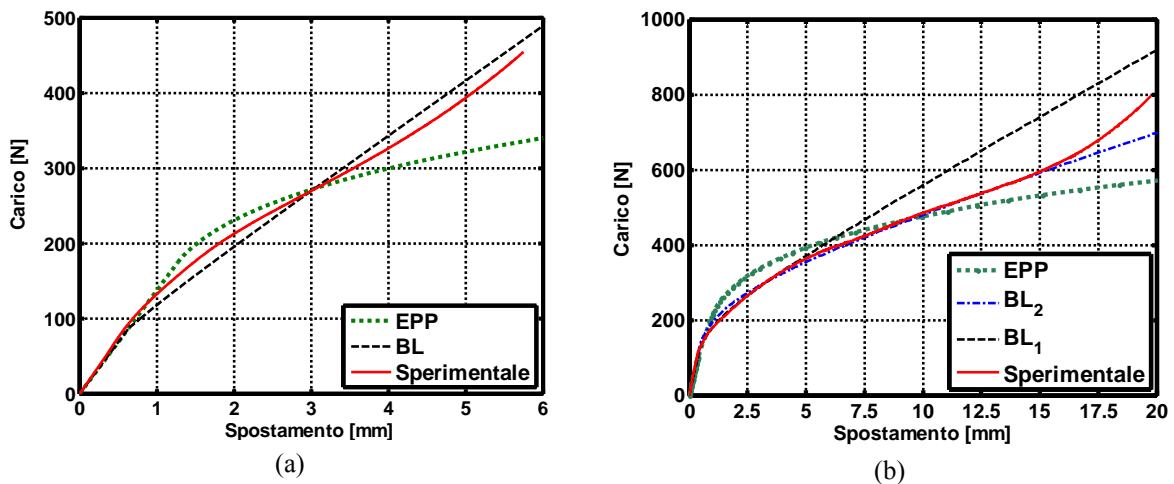 500
400
300
200
100
0
Carico [N]
0 1 2 3 4 5 6
Spostamento [mm]
EPP
BL
Sperimentale
(a)
1000
800
600
400
200
0
Carico [N]
0 2.5 5 7.5 10 12.5 15 17.5 20
Spostamento [mm]
EPP
BL2
BL1
Sperimentale
(b)